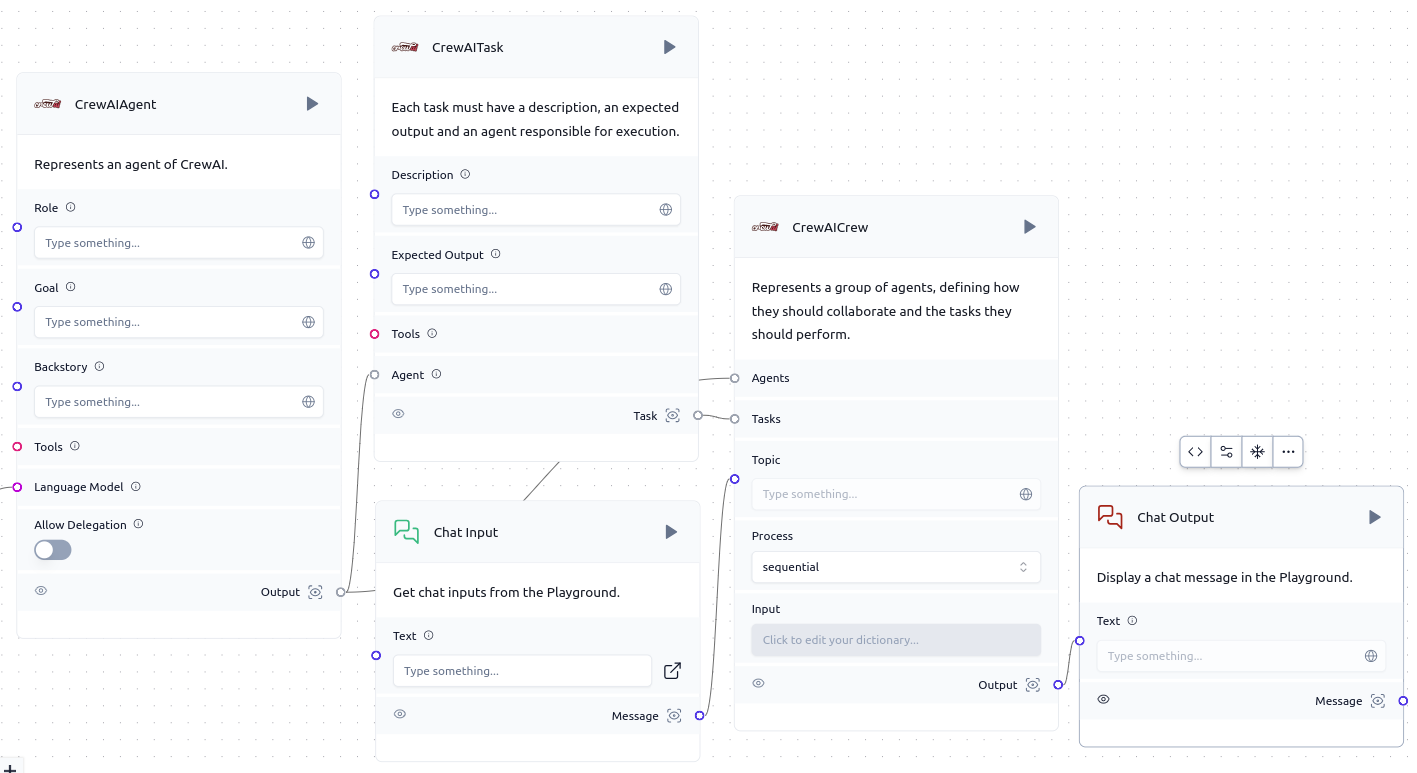 CrewAIAgent
Represents an agent of CrewAI.
Role
Type something...
Goal
Type something...
Backstory
Type something...
Tools
Language Model
Allow Delegation
Output
CrewAITask
Each task must have a description, an expected
output and an agent responsible for execution.
Description
Type something...
Expected Output
Type something...
Tools
Agent
Task
Chat Input
Get chat inputs from the Playground.
Text
Type something...
Message
CrewAICrew
Represents a group of agents, defining how
they should collaborate and the tasks they
should perform.
Agents
Tasks
Topic
Type something...
Process
sequential
Input
Click to edit your dictionary...
Output
Chat Output
Display a chat message in the Playground.
Text
Type something...
Message